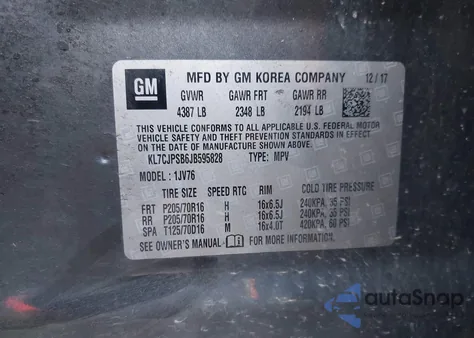 GM
MFD BY GM KOREA COMPANY 12/17
GVWR GAWR FRT GAWR RR
4387 LB 2348 LB 2194 LB
THIS VEHICLE CONFORMS TO ALL APPLICABLE U.S. FEDERAL MOTOR
VEHICLE SAFETY, BUMPER, AND THEFT PREVENTION STANDARDS IN EFFECT
ON THE DATE OF MANUFACTURE SHOWN ABOVE.
KL7CJPSB6JB595828 TYPE: MPV
MODEL: 1JV76
TIRE SIZE SPEED RTG RIM COLD TIRE PRESSURE
FRT P205/70R16 H 16x6.5J 240KPA, 35 PSI
RR P205/70R16 H 16x6.5J 240KPA, 35 PSI
SPA T125/70D16 M 16x4.0T 420KPA, 60 PSI
SEE OWNER'S MANUAL FOR MORE INFORMATION.
autaSnap